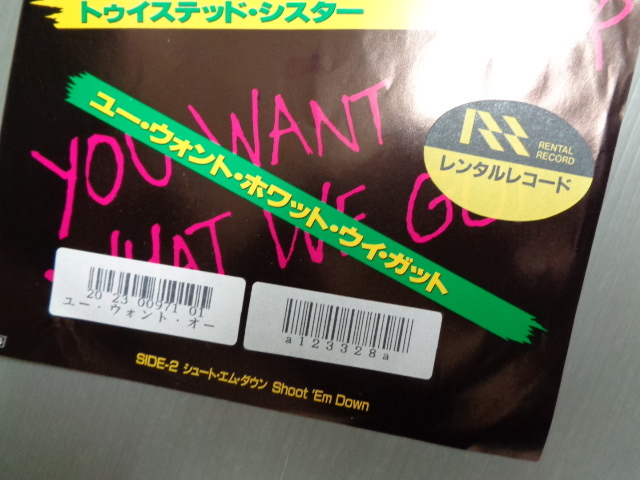 トゥイステッド・シスター
P
YOU WANT
WHAT WE GO
ユー・ウォント・ホワット・ウィ・ガット
RENTAL
RECORD
レンタルレコード
20 23 00971 01
ユー・ウォント・オー
a123328a
SIDE-2 シュート・エム・ダウン Shoot 'Em Down